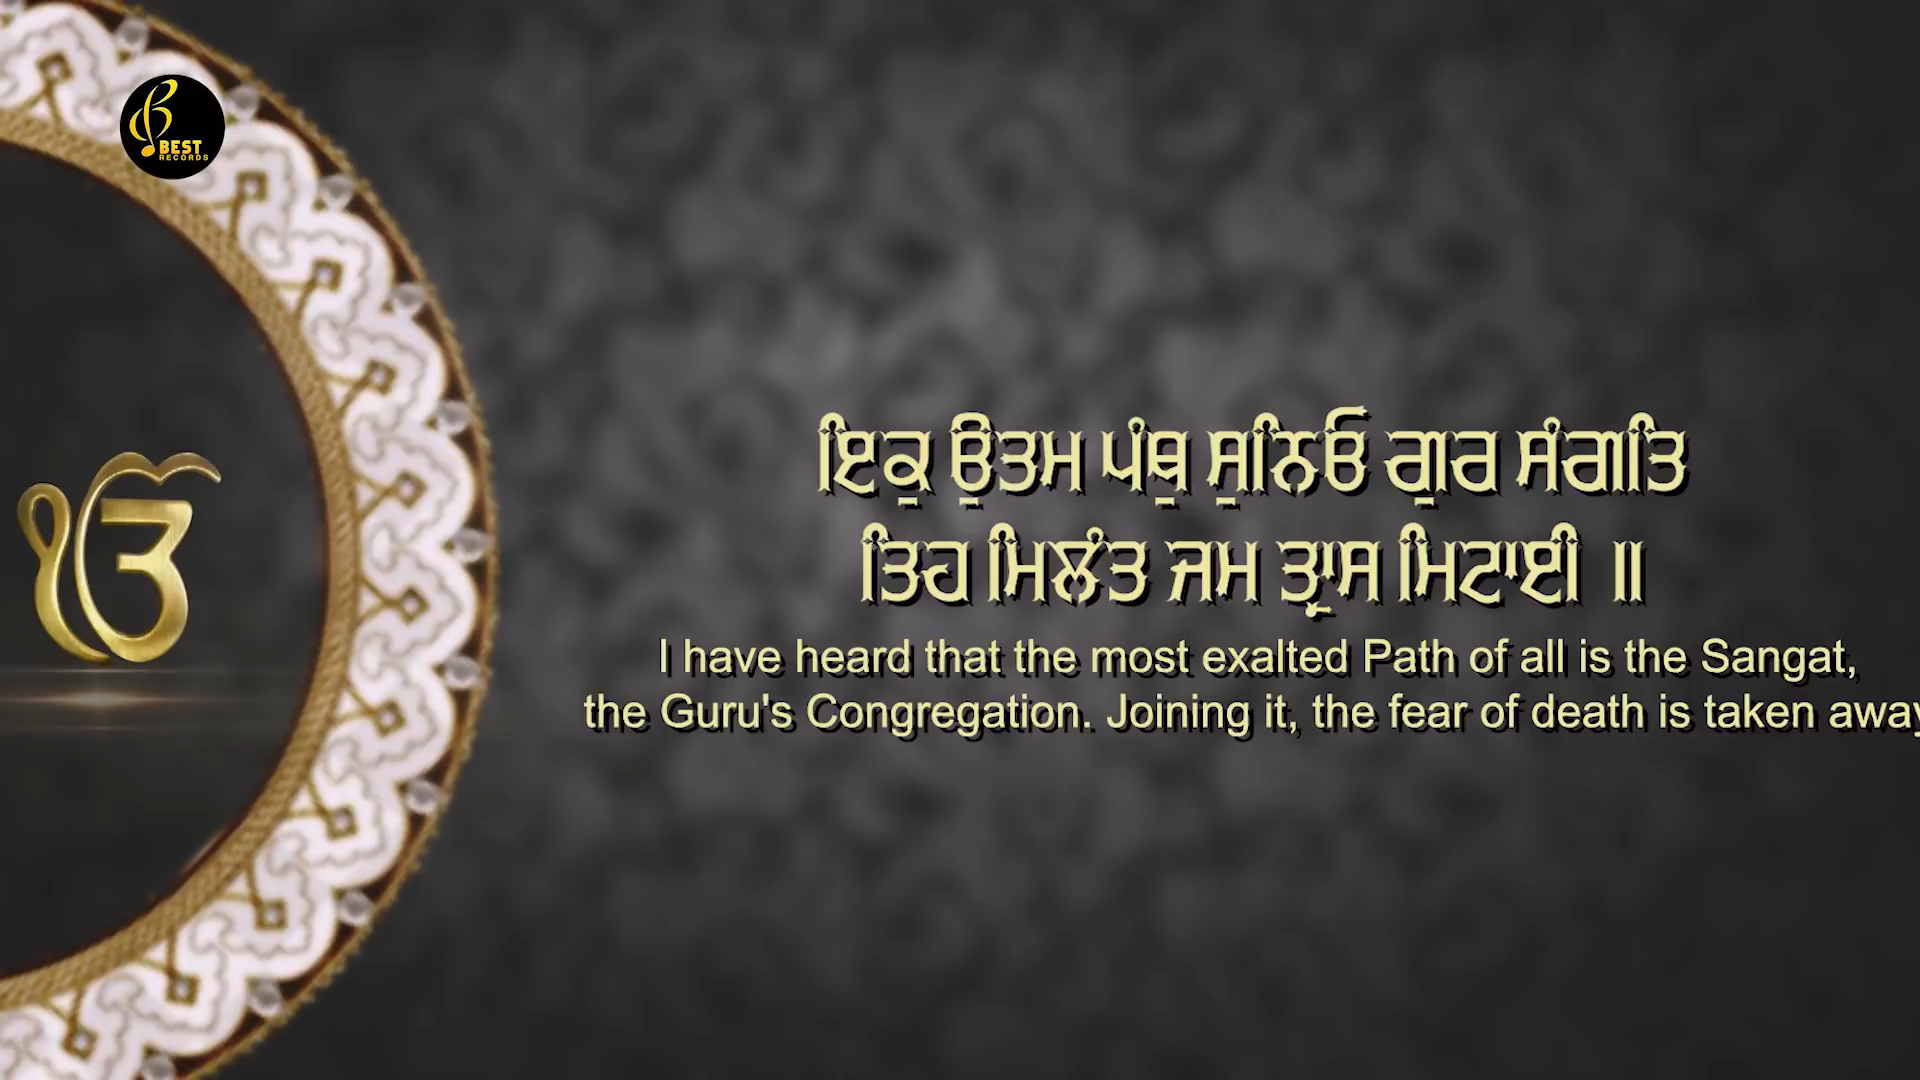 BEST
RECORDS
ੴ
ਇਕੁ ਉਤਮ ਪੰਥੁ ਸੁਨਿਓ ਗੁਰ ਸੰਗਤਿ
ਤਿਹ ਮਿਲੰਤ ਜਮ ਤ੍ਰਾਸ ਮਿਟਾਈ ॥
I have heard that the most exalted Path of all is the Sangat,
the Guru's Congregation. Joining it, the fear of death is taken away